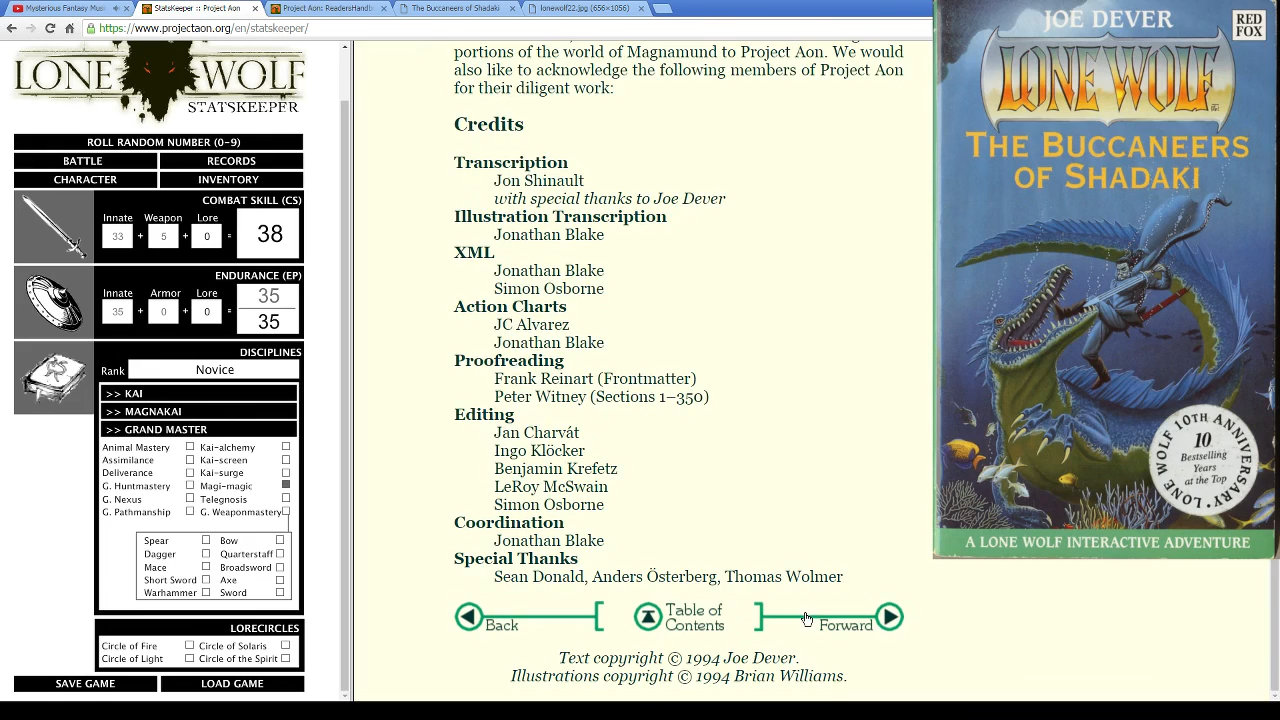 Mysterious Fantasy Musi
StatsKeeper :: Project Aon
Project Aon: ReadersHandb
The Buccaneers of Shadaki
lonewolf22.jpg (656×1056)
https://www.projectaon.org/en/statskeeper/
LONE WOLF
STATSKEEPER
ROLL RANDOM NUMBER (0-9)
BATTLE RECORDS
CHARACTER INVENTORY
COMBAT SKILL (CS)
Innate Weapon Lore
33 + 5 + 0 = 38
ENDURANCE (EP)
Innate Armor Lore
35 + 0 + 0 = 35
35
DISCIPLINES
Rank Novice
>> KAI
>> MAGNAKAI
>> GRAND MASTER
Animal Mastery Kai-alchemy
Assimilance Kai-screen
Deliverance Kai-surge
G. Huntmastery Magi-magic
G. Nexus Telegnosis
G. Pathmanship G. Weaponmastery
Spear Bow
Dagger Quarterstaff
Mace Broadsword
Short Sword Axe
Warhammer Sword
LORECIRCLES
Circle of Fire Circle of Solaris
Circle of Light Circle of the Spirit
SAVE GAME LOAD GAME
portions of the world of Magnamund to Project Aon. We would
also like to acknowledge the following members of Project Aon
for their diligent work:
Credits
Transcription
Jon Shinault
with special thanks to Joe Dever
Illustration Transcription
Jonathan Blake
XML
Jonathan Blake
Simon Osborne
Action Charts
JC Alvarez
Jonathan Blake
Proofreading
Frank Reinart (Frontmatter)
Peter Witney (Sections 1–350)
Editing
Jan Charvát
Ingo Klöcker
Benjamin Krefetz
LeRoy McSwain
Simon Osborne
Coordination
Jonathan Blake
Special Thanks
Sean Donald, Anders Österberg, Thomas Wolmer
Back
Table of
Contents
Forward
Text copyright © 1994 Joe Dever.
Illustrations copyright © 1994 Brian Williams.
JOE DEVER
RED
FOX
LONE WOLF
THE BUCCANEERS
OF SHADAKI
LONE WOLF 10TH ANNIVERSARY
10
Bestselling
Years
at the Top
A LONE WOLF INTERACTIVE ADVENTURE